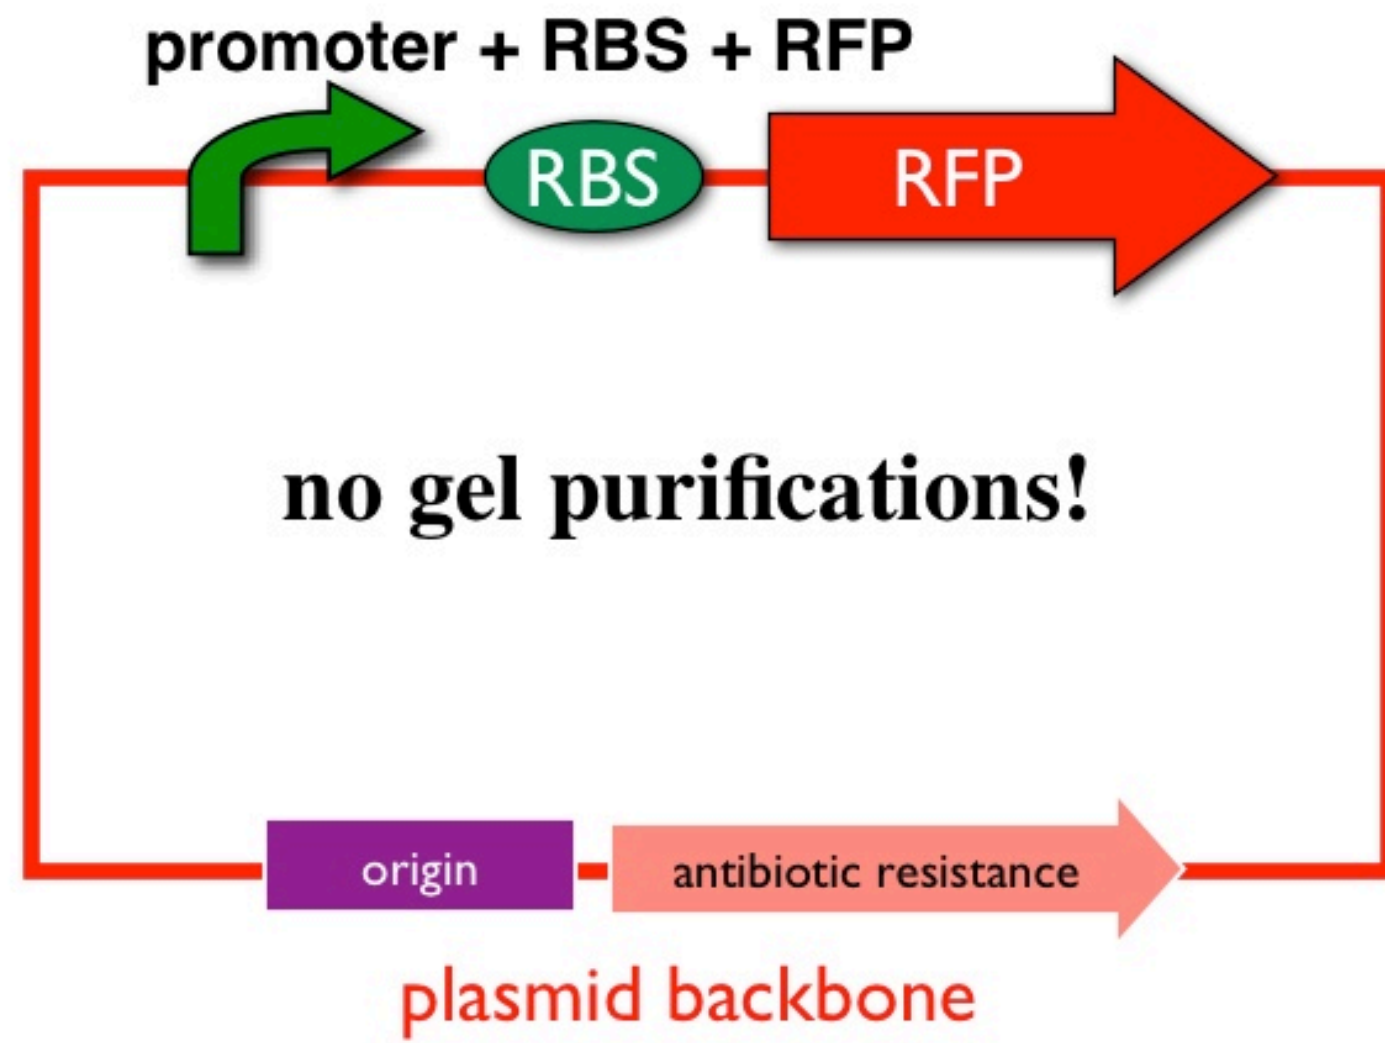 promoter + RBS + RFP
RBS
RFP
no gel purifications!
origin
antibiotic resistance
plasmid backbone